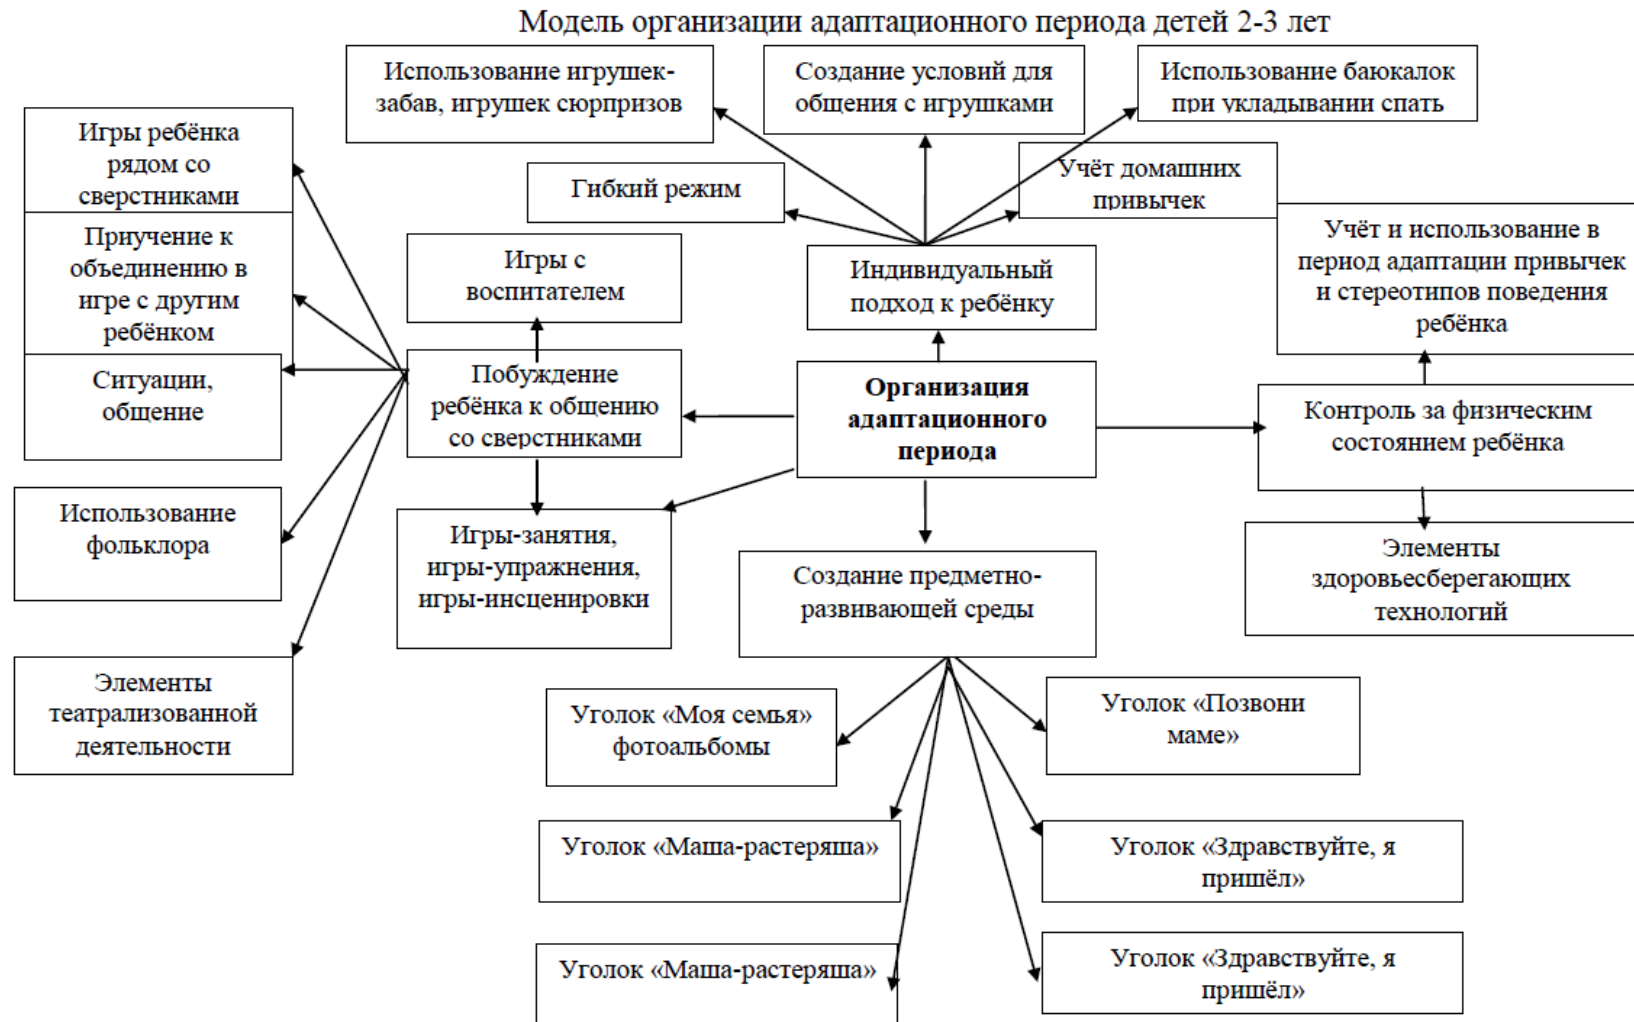 Модель организации адаптационного периода детей 2-3 лет
Использование игрушек-
забав, игрушек сюрпризов
Создание условий для
общения с игрушками
Использование баюкалок
при укладывании спать
Игры ребёнка
рядом со
сверстниками
Гибкий режим
Учёт домашних
привычек
Приучение к
объединению в
игре с другим
ребёнком
Игры с
воспитателем
Индивидуальный
подход к ребёнку
Учёт и использование в
период адаптации привычек
и стереотипов поведения
ребёнка
Ситуации,
общение
Побуждение
ребёнка к общению
со сверстниками
Организация
адаптационного
периода
Контроль за физическим
состоянием ребёнка
Использование
фольклора
Игры-занятия,
игры-упражнения,
игры-инсценировки
Создание предметно-
развивающей среды
Элементы
здоровьесберегающих
технологий
Элементы
театрализованной
деятельности
Уголок «Моя семья»
фотоальбомы
Уголок «Позвони
маме»
Уголок «Маша-растеряша»
Уголок «Здравствуйте, я
пришёл»
Уголок «Маша-растеряша»
Уголок «Здравствуйте, я
пришёл»